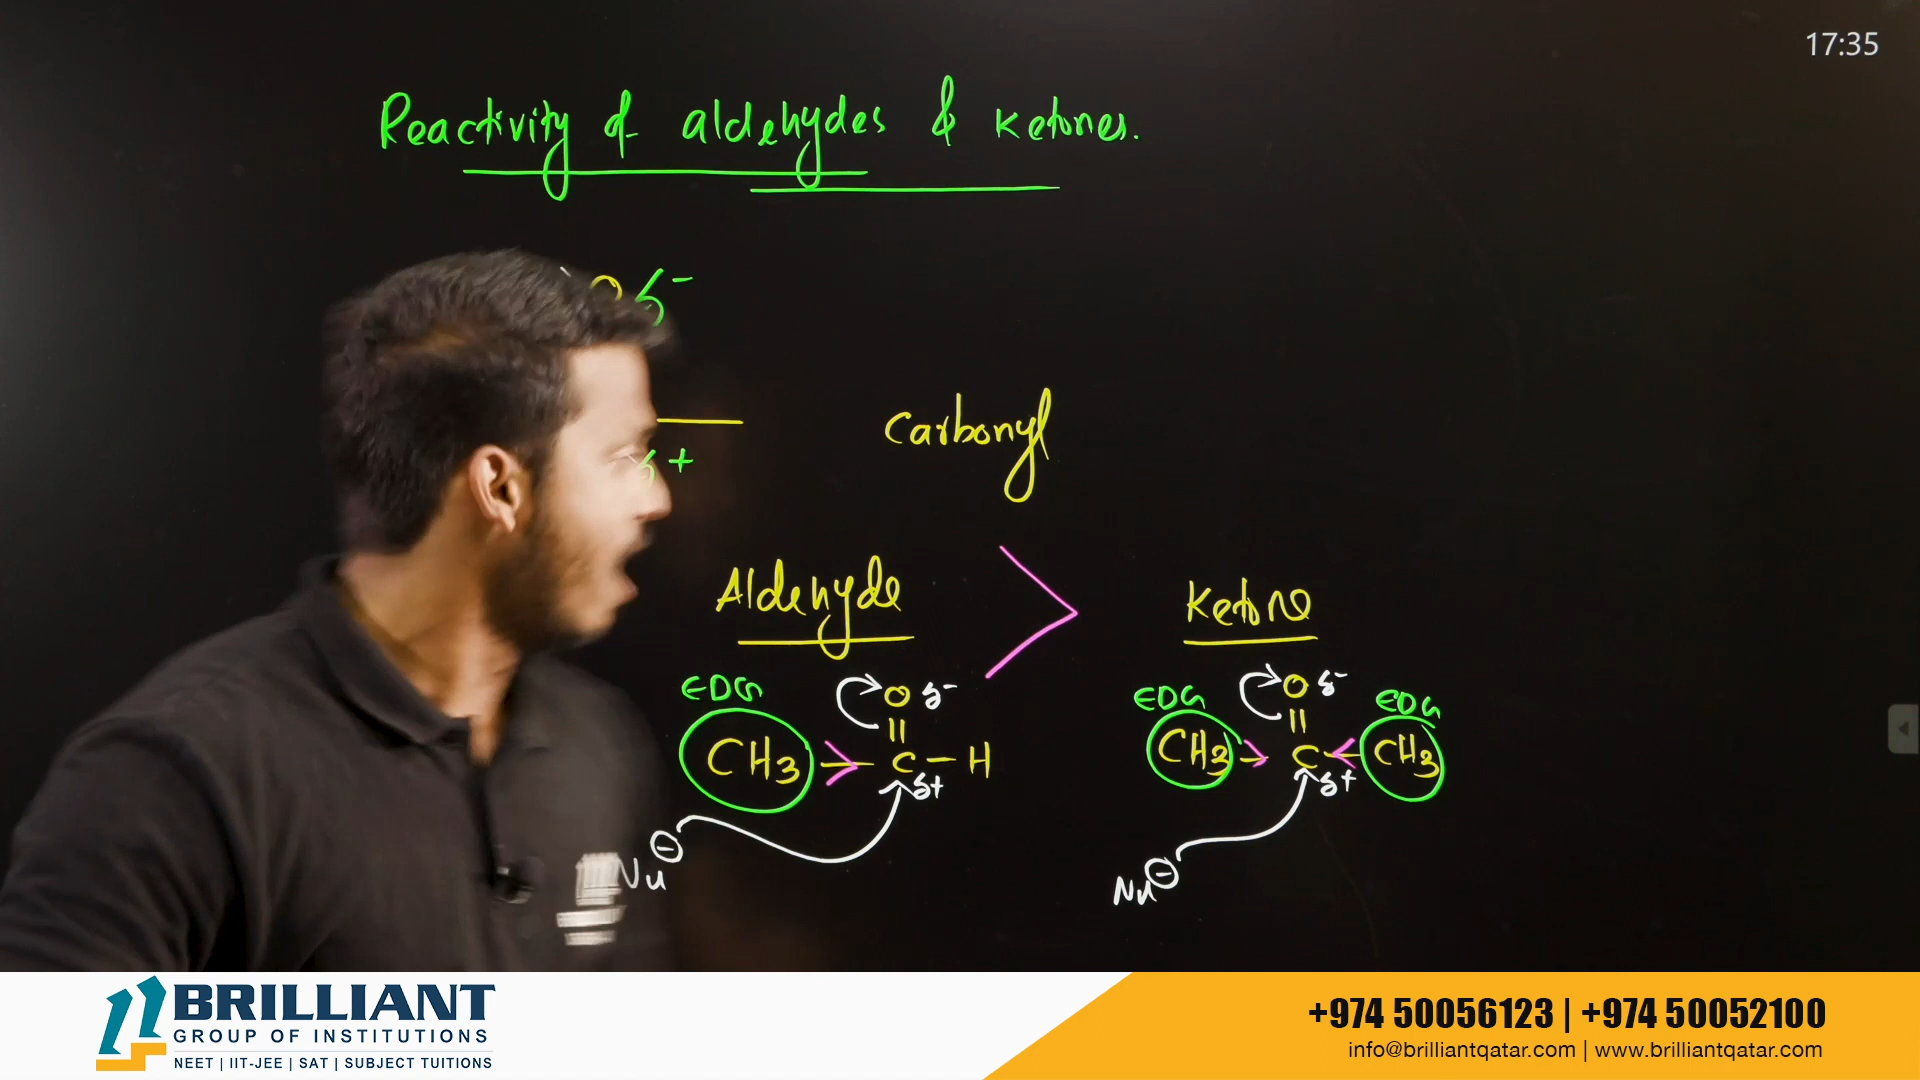 17:35
Reactivity of aldehydes & ketones.
O δ-
δ+
Carbonyl
Aldehyde > Ketone
EDG O δ- EDG O δ- EDG
CH3 C-H CH3 C CH3
δ+ δ+
Nu- Nu-
BRILLIANT
GROUP OF INSTITUTIONS
NEET | IIT-JEE | SAT | SUBJECT TUITIONS
+974 50056123 | +974 50052100
info@brilliantqatar.com | www.brilliantqatar.com